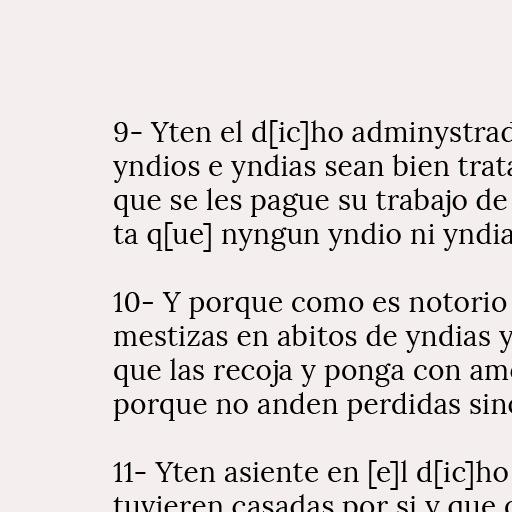 9- Yten el d[ic]ho adminystrad
yndios e yndias sean bien trata
que se les pague su trabajo de
ta q[ue] nyngun yndio ni yndia
10- Y porque como es notorio
mestizas en abitos de yndias y
que las recoja y ponga con am
porque no anden perdidas sin
11- Yten asiente en [e]l d[ic]ho
tuvieren casadas por si y que